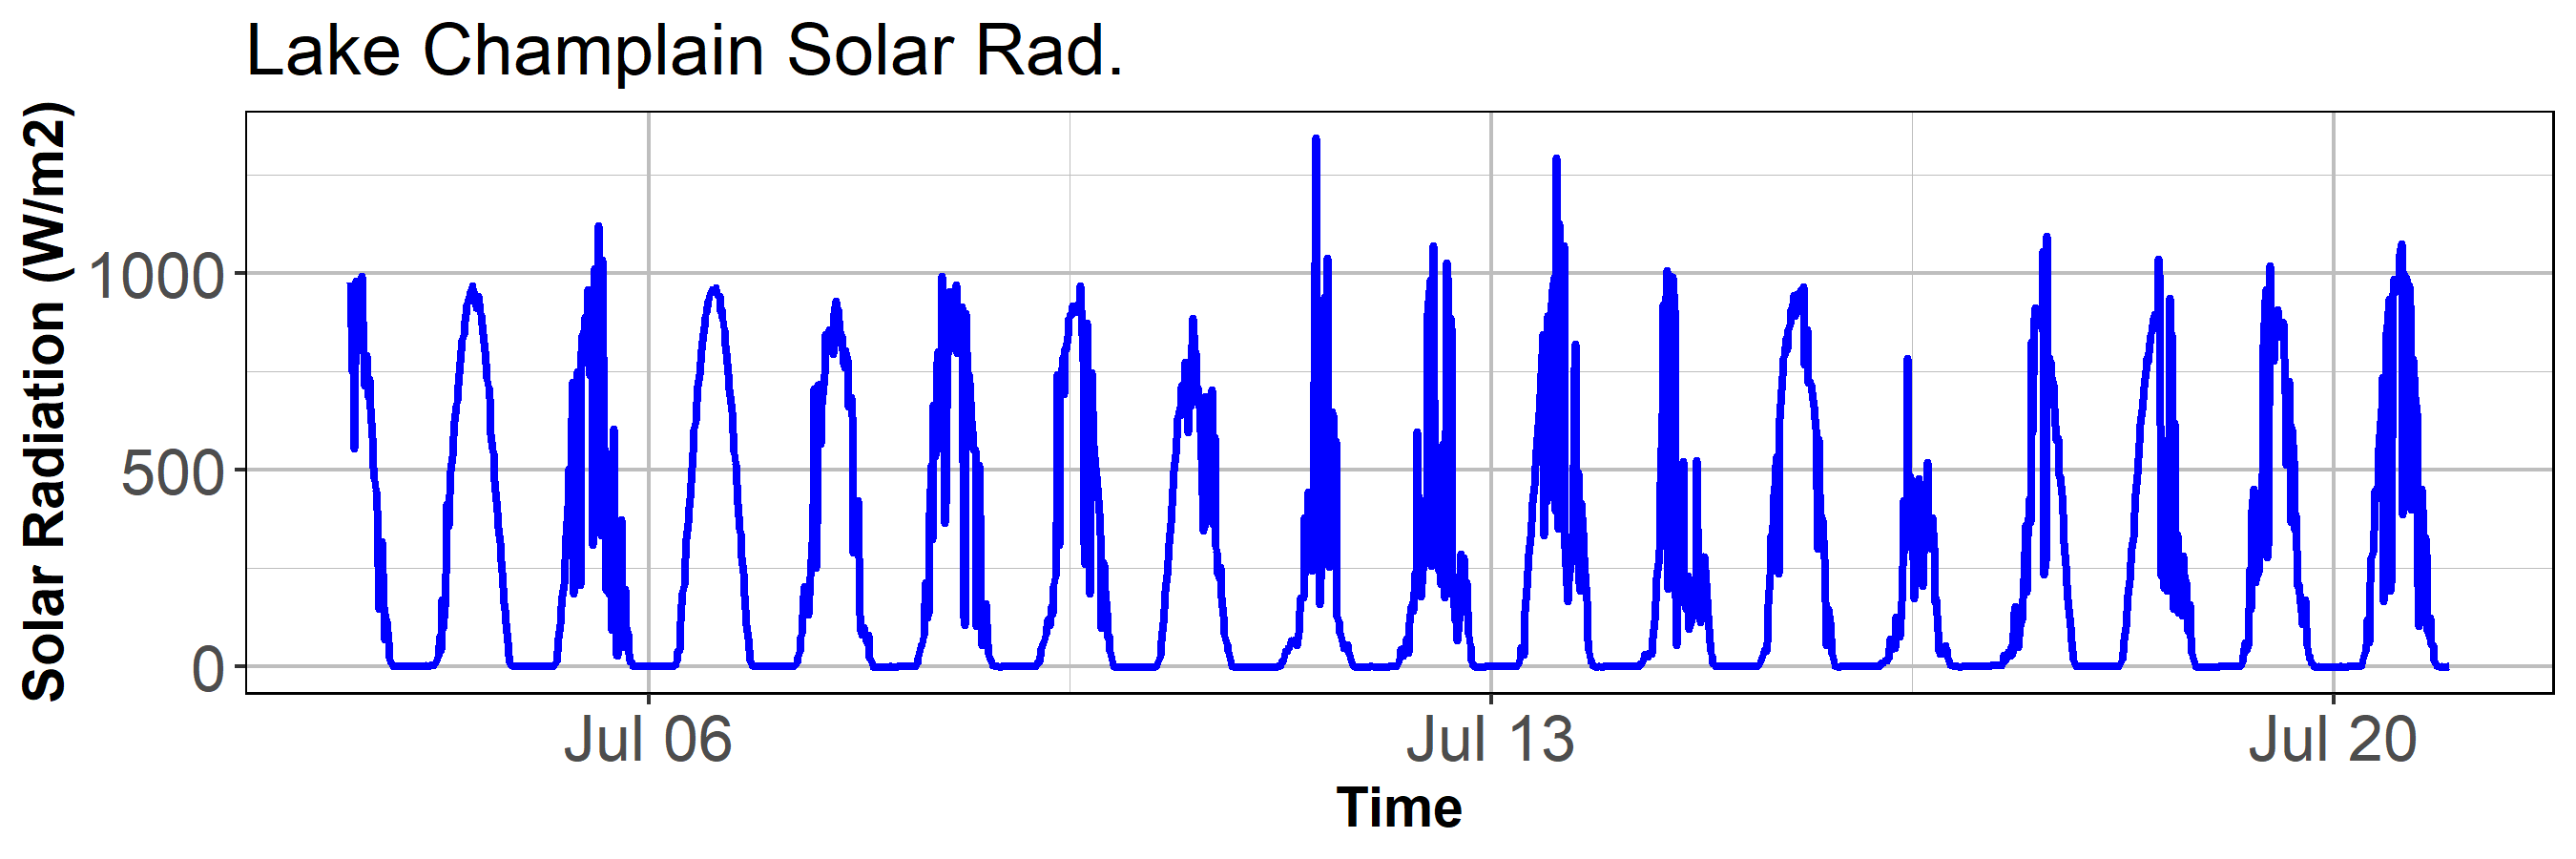 Lake Champlain Solar Rad.
Solar Radiation (W/m2)
1000
500
0
Jul 06 Jul 13 Jul 20
Time